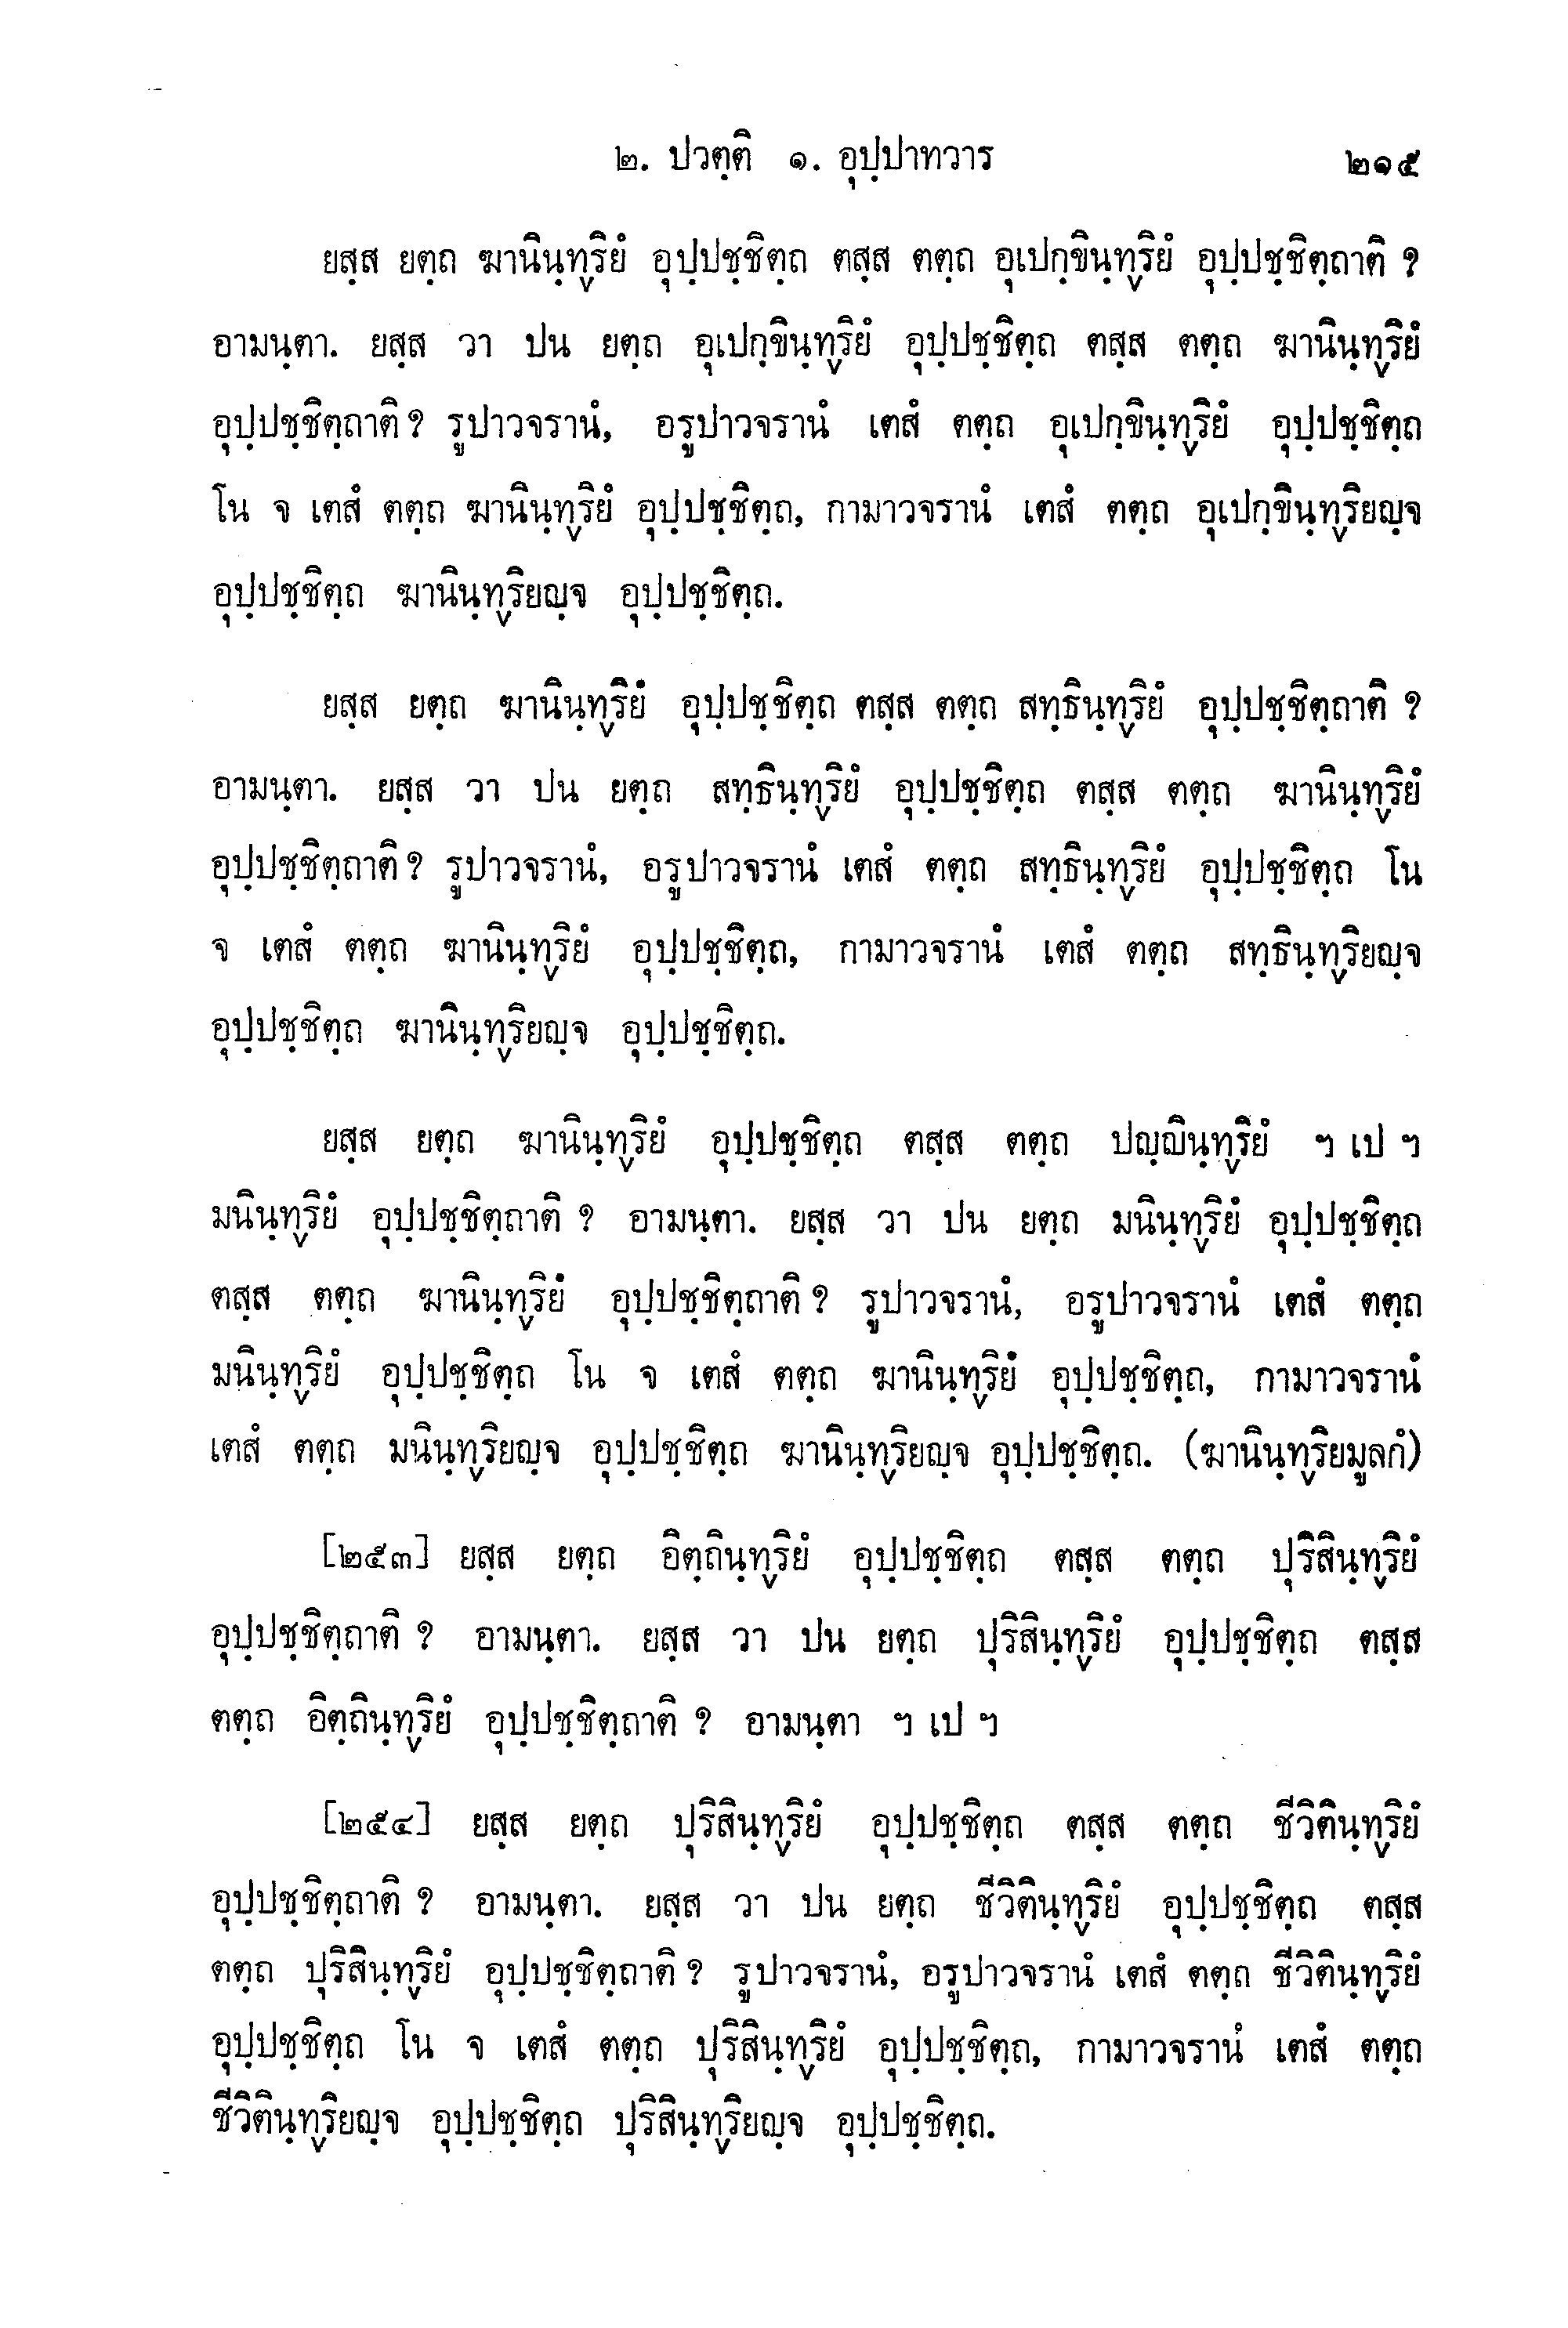 ๒. ปวตฺติ ๑. อุปฺปาทวาร ๒๑๕
ยสฺส ยตฺถ ฆานินฺทฺริยํ อุปฺปชฺชิตฺถ ตสฺส ตตฺถ อุเปกฺขินฺทฺริยํ อุปฺปชฺชิตฺถาติ ?
อามนฺตา. ยสฺส วา ปน ยตฺถ อุเปกฺขินฺทฺริยํ อุปฺปชฺชิตฺถ ตสฺส ตตฺถ ฆานินฺทฺริยํ
อุปฺปชฺชิตฺถาติ ? รูปาวจรานํ, อรูปาวจรานํ เตสํ ตตฺถ อุเปกฺขินฺทฺริยํ อุปฺปชฺชิตฺถ
โน จ เตสํ ตตฺถ ฆานินฺทฺริยํ อุปฺปชฺชิตฺถ, กามาวจรานํ เตสํ ตตฺถ อุเปกฺขินฺทฺริยญฺจ
อุปฺปชฺชิตฺถ ฆานินฺทฺริยญฺจ อุปฺปชฺชิตฺถ.
ยสฺส ยตฺถ ฆานินฺทฺริยํ อุปฺปชฺชิตฺถ ตสฺส ตตฺถ สทฺธินฺทฺริยํ อุปฺปชฺชิตฺถาติ ?
อามนฺตา. ยสฺส วา ปน ยตฺถ สทฺธินฺทฺริยํ อุปฺปชฺชิตฺถ ตสฺส ตตฺถ ฆานินฺทฺริยํ
อุปฺปชฺชิตฺถาติ ? รูปาวจรานํ, อรูปาวจรานํ เตสํ ตตฺถ สทฺธินฺทฺริยํ อุปฺปชฺชิตฺถ โน
จ เตสํ ตตฺถ ฆานินฺทฺริยํ อุปฺปชฺชิตฺถ, กามาวจรานํ เตสํ ตตฺถ สทฺธินฺทฺริยญฺจ
อุปฺปชฺชิตฺถ ฆานินฺทฺริยญฺจ อุปฺปชฺชิตฺถ.
ยสฺส ยตฺถ ฆานินฺทฺริยํ อุปฺปชฺชิตฺถ ตสฺส ตตฺถ ปญฺญินฺทฺริยํ ฯ เป ฯ
มนินฺทฺริยํ อุปฺปชฺชิตฺถาติ ? อามนฺตา. ยสฺส วา ปน ยตฺถ มนินฺทฺริยํ อุปฺปชฺชิตฺถ
ตสฺส ตตฺถ ฆานินฺทฺริยํ อุปฺปชฺชิตฺถาติ ? รูปาวจรานํ, อรูปาวจรานํ เตสํ ตตฺถ
มนินฺทฺริยํ อุปฺปชฺชิตฺถ โน จ เตสํ ตตฺถ ฆานินฺทฺริยํ อุปฺปชฺชิตฺถ, กามาวจรานํ
เตสํ ตตฺถ มนินฺทฺริยญฺจ อุปฺปชฺชิตฺถ ฆานินฺทฺริยญฺจ อุปฺปชฺชิตฺถ. (ฆานินฺทฺริยมูลกํ)
[๒๕๓] ยสฺส ยตฺถ อิตฺถินฺทฺริยํ อุปฺปชฺชิตฺถ ตสฺส ตตฺถ ปุริสินฺทฺริยํ
อุปฺปชฺชิตฺถาติ ? อามนฺตา. ยสฺส วา ปน ยตฺถ ปุริสินฺทฺริยํ อุปฺปชฺชิตฺถ ตสฺส
ตตฺถ อิตฺถินฺทฺริยํ อุปฺปชฺชิตฺถาติ ? อามนฺตา ฯ เป ฯ
[๒๕๔] ยสฺส ยตฺถ ปุริสินฺทฺริยํ อุปฺปชฺชิตฺถ ตสฺส ตตฺถ ชีวิตินฺทฺริยํ
อุปฺปชฺชิตฺถาติ ? อามนฺตา. ยสฺส วา ปน ยตฺถ ชีวิตินฺทฺริยํ อุปฺปชฺชิตฺถ ตสฺส
ตตฺถ ปุริสินฺทฺริยํ อุปฺปชฺชิตฺถาติ ? รูปาวจรานํ, อรูปาวจรานํ เตสํ ตตฺถ ชีวิตินฺทฺริยํ
อุปฺปชฺชิตฺถ โน จ เตสํ ตตฺถ ปุริสินฺทฺริยํ อุปฺปชฺชิตฺถ, กามาวจรานํ เตสํ ตตฺถ
ชีวิตินฺทฺริยญฺจ อุปฺปชฺชิตฺถ ปุริสินฺทฺริยญฺจ อุปฺปชฺชิตฺถ.